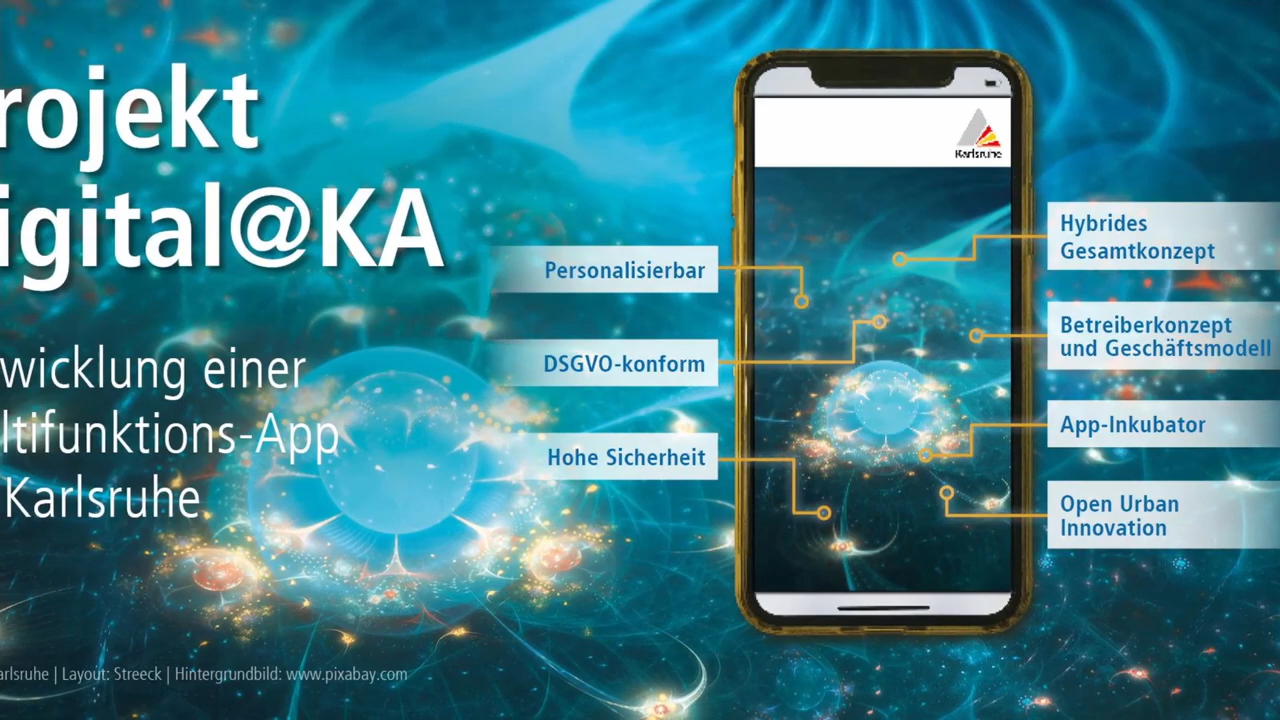 rojekt
igital@KA
wicklung einer
ltifunktions-App
Karlsruhe
Personalisierbar
DSGVO-konform
Hohe Sicherheit
Karlsruhe
Hybrides
Gesamtkonzept
Betreiberkonzept
und Geschäftsmodell
App-Inkubator
Open Urban
Innovation
arlsruhe | Layout: Streeck | Hintergrundbild: www.pixabay.com